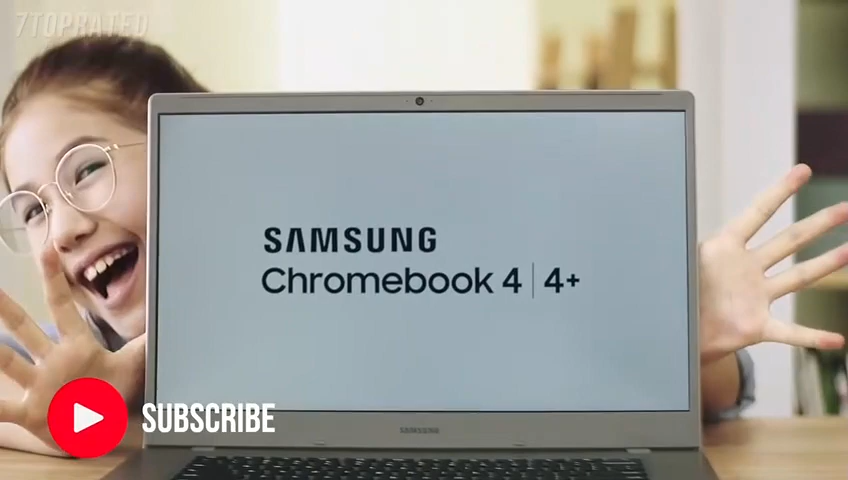 7TOPRATED
SAMSUNG
Chromebook 4 | 4+
SUBSCRIBE
SAMSUNG